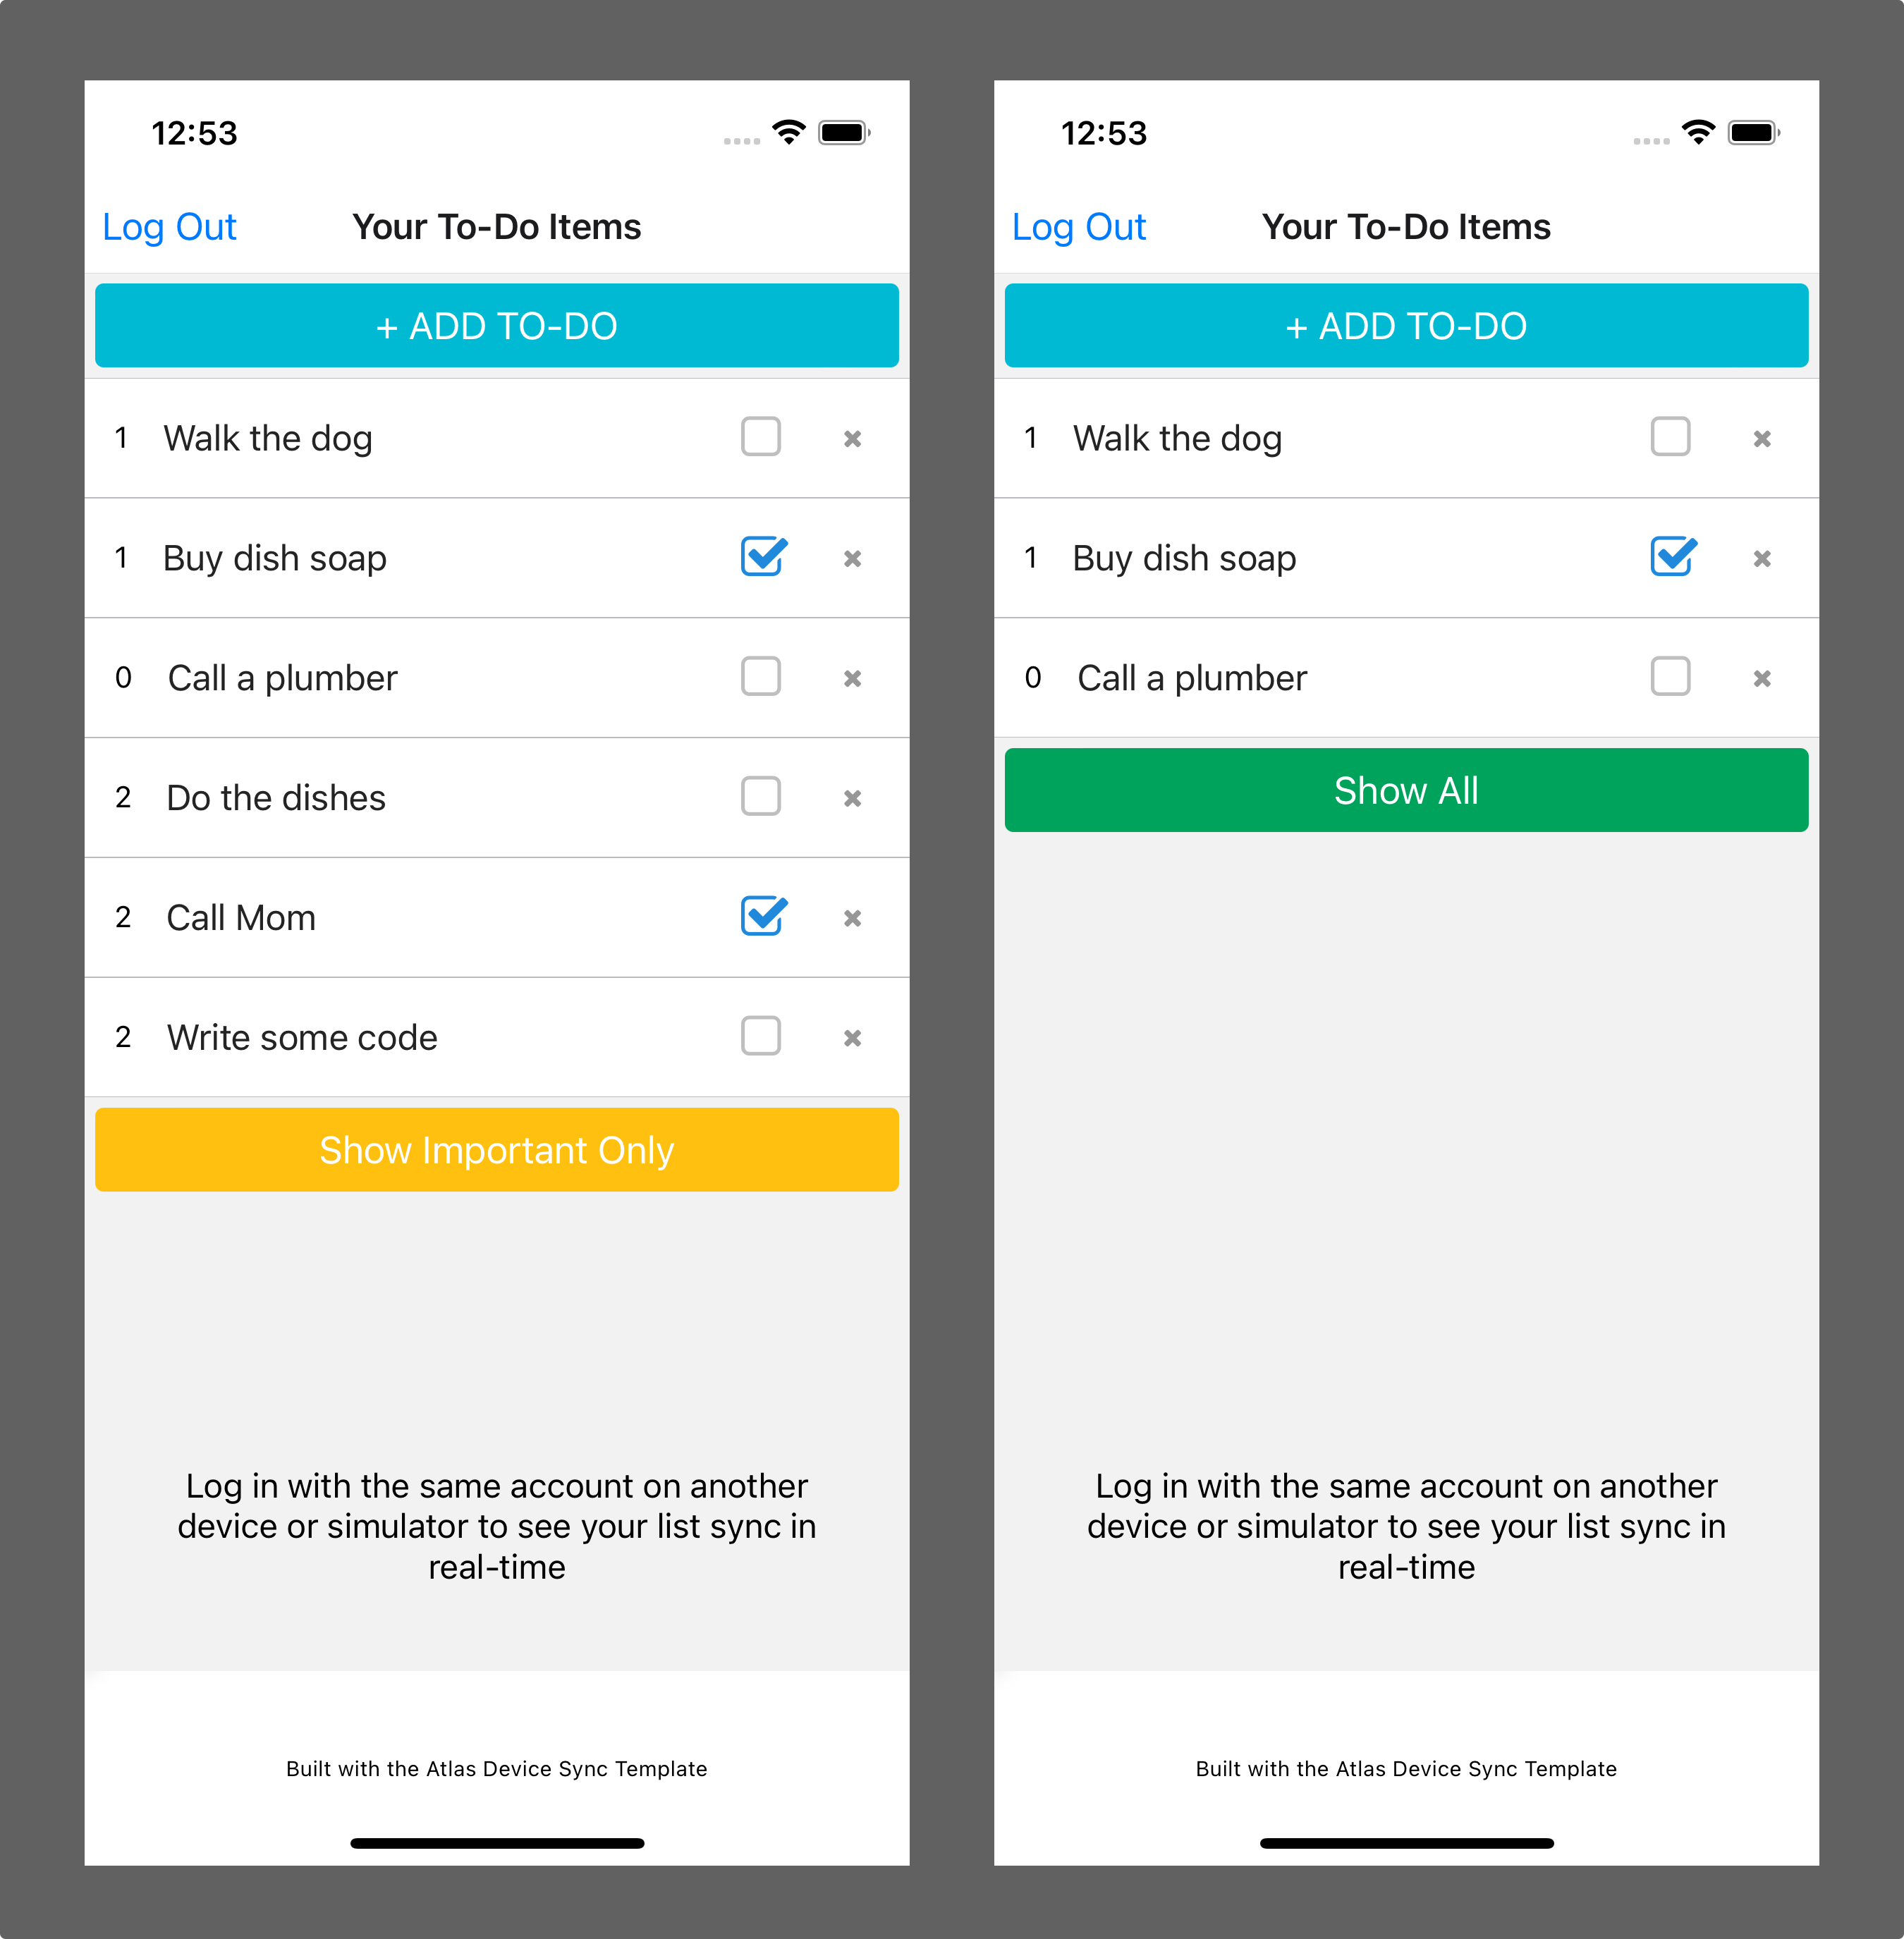 12:53
Log Out Your To-Do Items
+ ADD TO-DO
1 Walk the dog
1 Buy dish soap
0 Call a plumber
2 Do the dishes
2 Call Mom
2 Write some code
Show Important Only
Log in with the same account on another
device or simulator to see your list sync in
real-time
Built with the Atlas Device Sync Template
12:53
Log Out Your To-Do Items
+ ADD TO-DO
1 Walk the dog
1 Buy dish soap
0 Call a plumber
Show All
Log in with the same account on another
device or simulator to see your list sync in
real-time
Built with the Atlas Device Sync Template